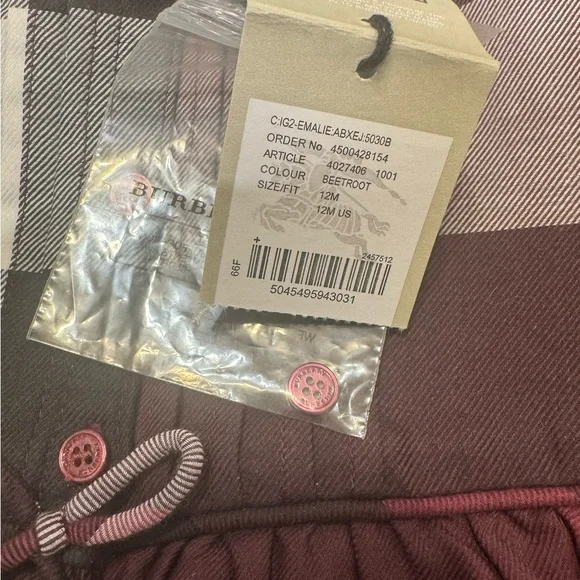 C:IG2-EMALIE:ABXEJ:5030B
ORDER No 4500428154
ARTICLE 4027406 1001
COLOUR BEETROOT
SIZE/FIT 12M
12M US
2457512
66F
+
5045495943031
BURBE